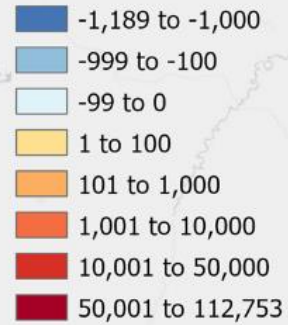 -1,189 to -1,000
-999 to -100
-99 to 0
1 to 100
101 to 1,000
1,001 to 10,000
10,001 to 50,000
50,001 to 112,753